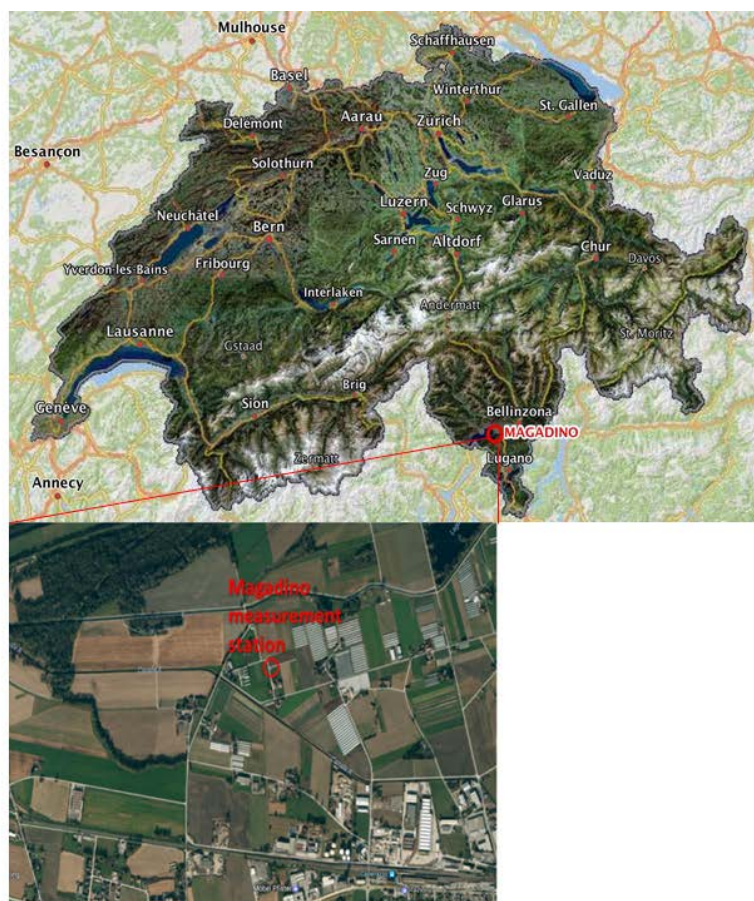 Mulhouse
Schaffhausen
Basel
Winterthur
St. Gallen
Delemont
Aarau
Zürich
Besançon
Solothurn
Zug
Vaduz
Luzern
Schwyz
Glarus
Neuchâtel
Bern
Sarnen
Altdorf
Chur
Davos
Yverdon-les-Bains
Fribourg
Interlaken
Andermatt
Lausanne
Gstaad
St. Moritz
Brig
Sion
Genève
Bellinzona
MAGADINO
Lugano
Zermatt
Annecy
Magadino
measurement
station